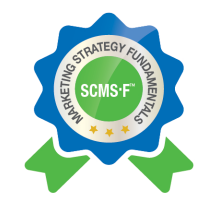 MARKETING STRATEGY FUNDAMENTALS
SCMS·F™